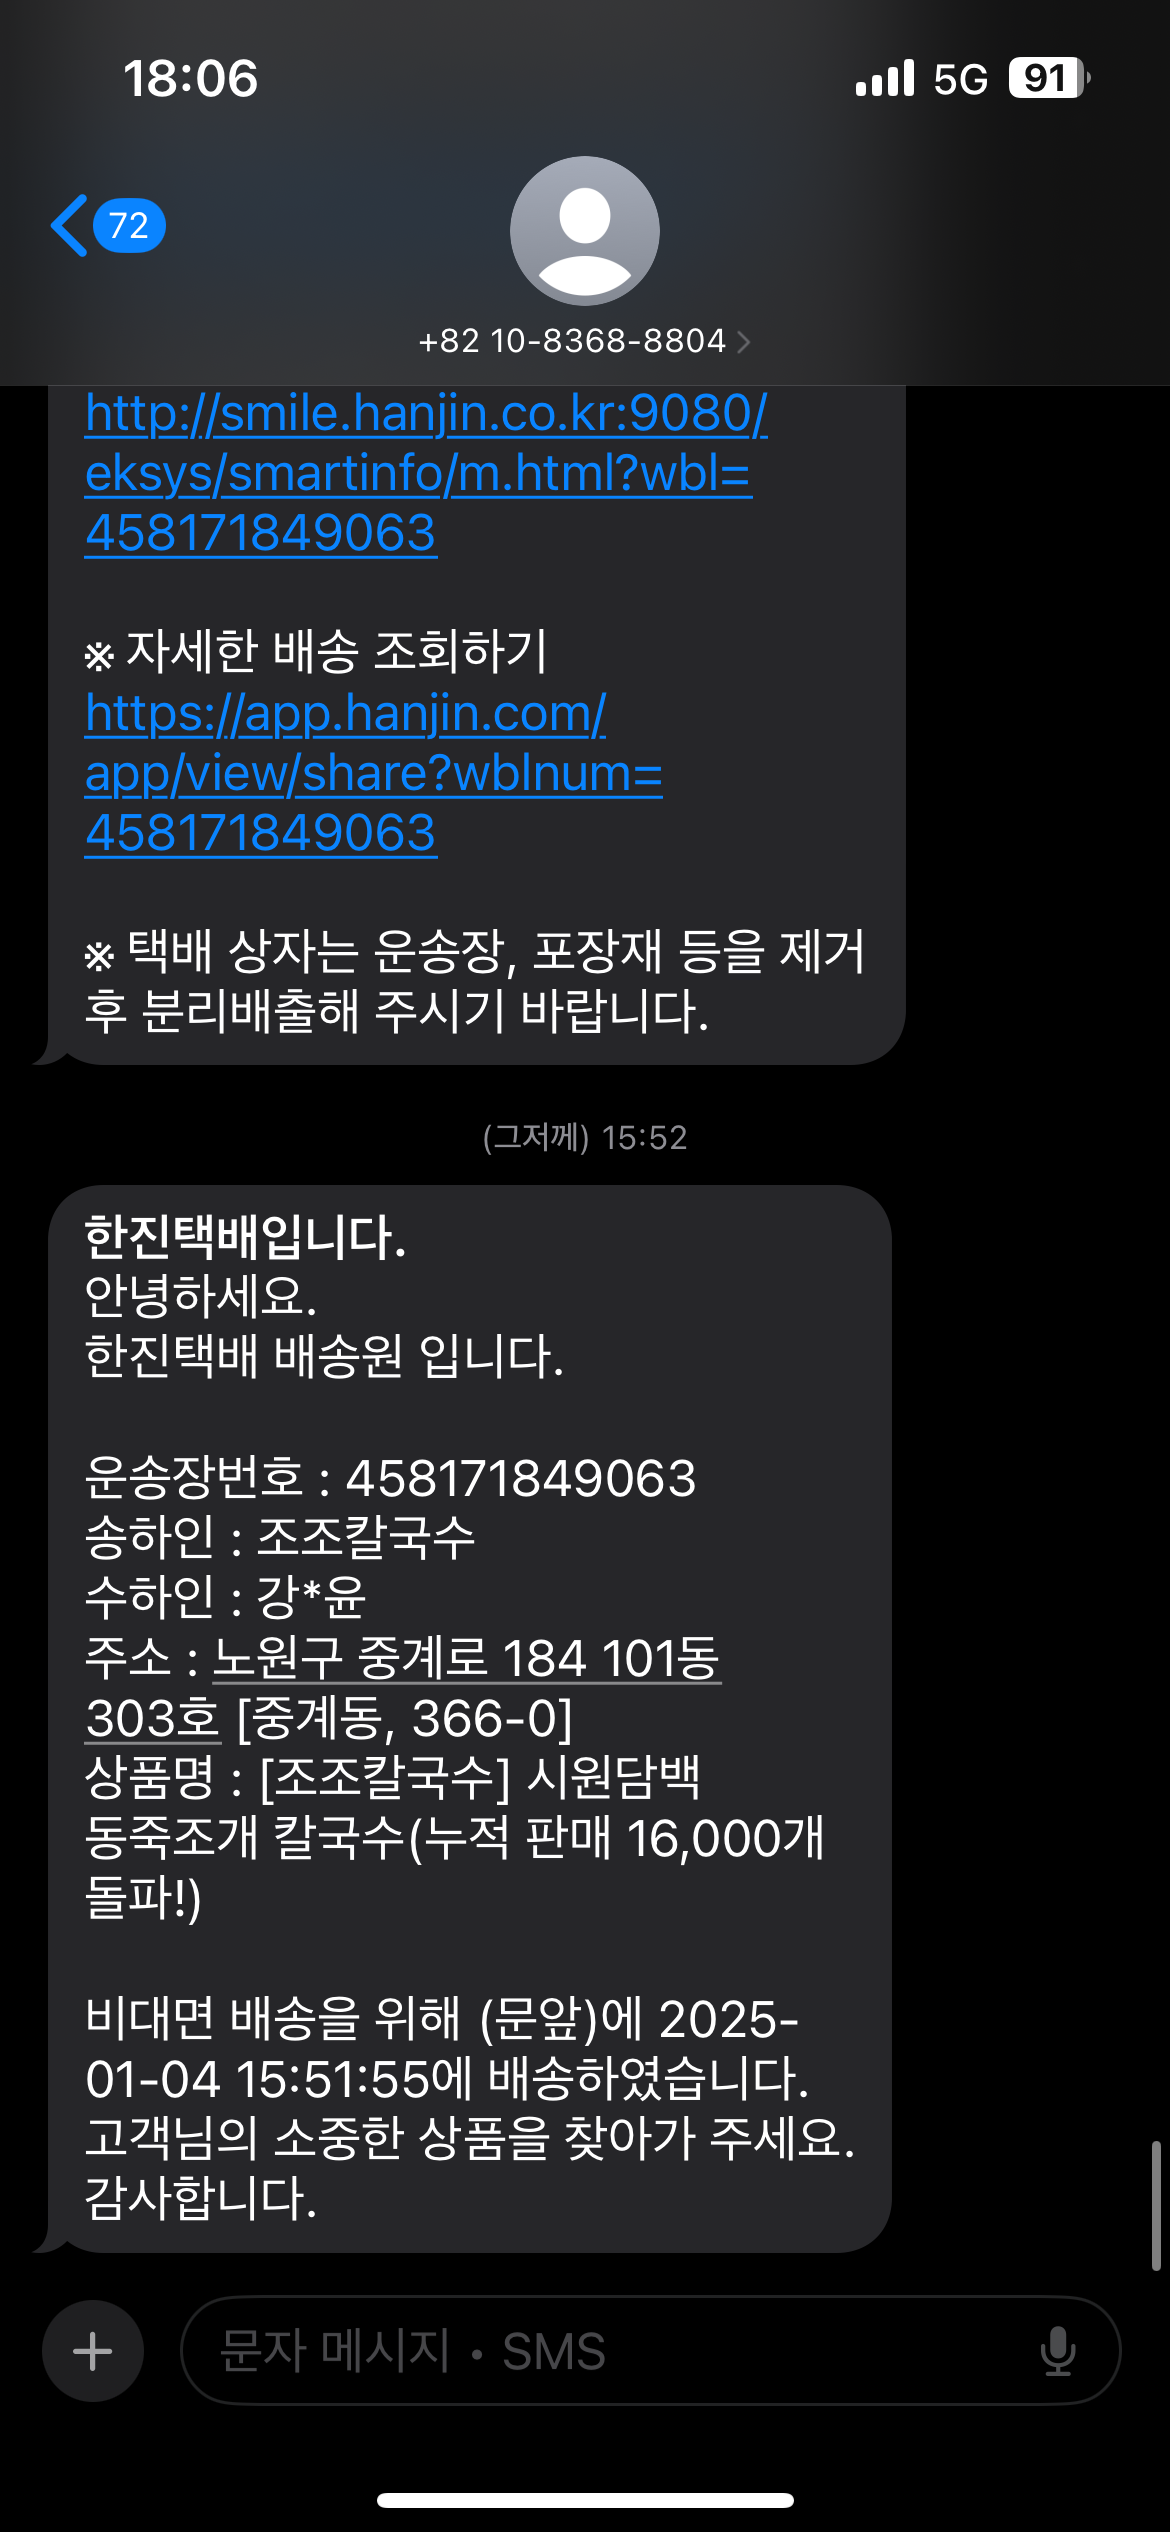 18:06
5G
91
72
+82 10-8368-8804
http://smile.hanjin.co.kr:9080/
eksys/smartinfo/m.html?wbl=
458171849063
※ 자세한 배송 조회하기
https://app.hanjin.com/
app/view/share?wblnum=
458171849063
※ 택배 상자는 운송장, 포장재 등을 제거
후 분리배출해 주시기 바랍니다.
(그저께) 15:52
한진택배입니다.
안녕하세요.
한진택배 배송원 입니다.
운송장번호 : 458171849063
송하인 : 조조칼국수
수하인 : 강*윤
주소 : 노원구 중계로 184 101동
303호 [중계동, 366-0]
상품명 : [조조칼국수] 시원담백
동죽조개 칼국수(누적 판매 16,000개
돌파!)
비대면 배송을 위해 (문앞)에 2025-
01-04 15:51:55에 배송하였습니다.
고객님의 소중한 상품을 찾아가 주세요.
감사합니다.
문자 메시지 • SMS